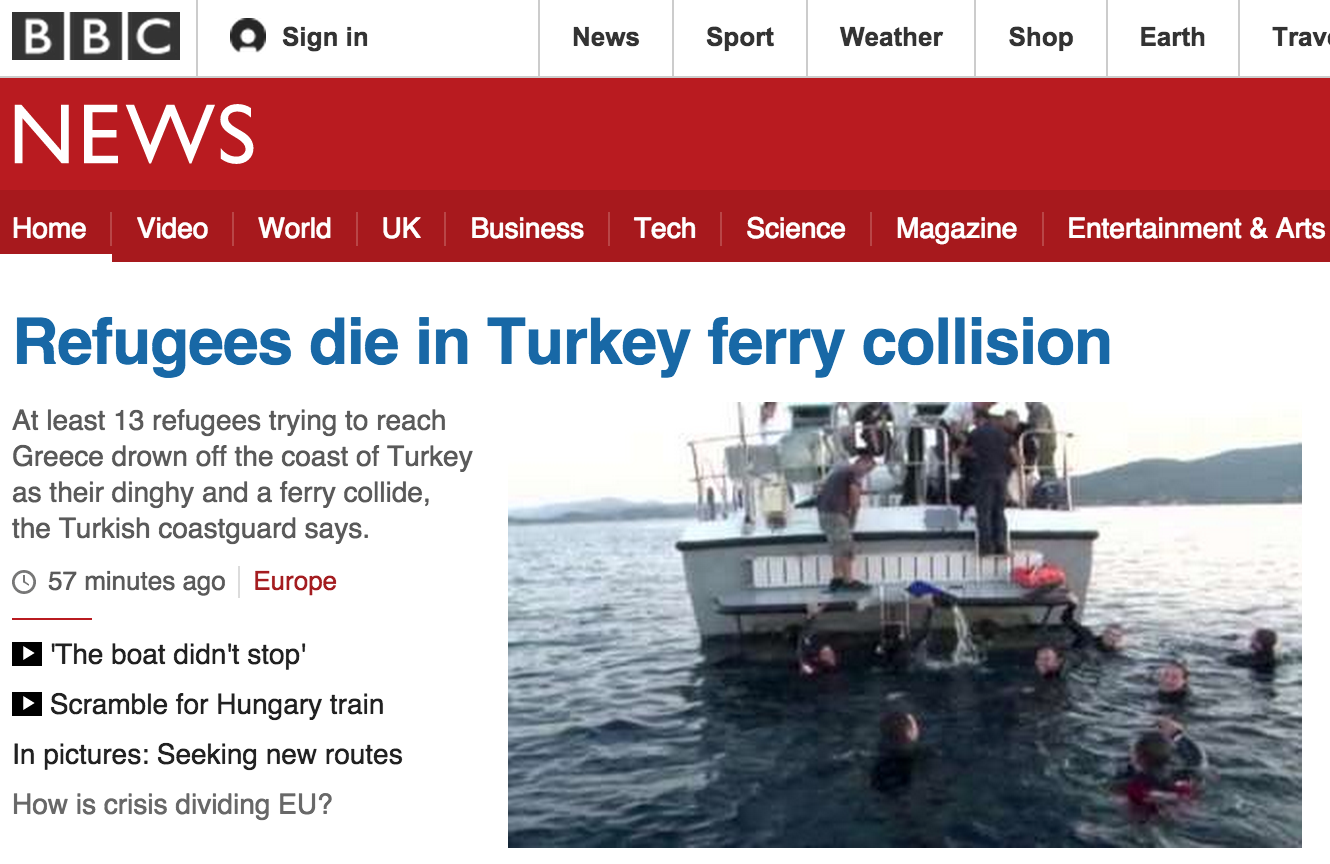 BBC
Sign in
News
Sport
Weather
Shop
Earth
NEWS
Home
Video
World
UK
Business
Tech
Science
Magazine
Entertainment & Arts
Refugees die in Turkey ferry collision
At least 13 refugees trying to reach
Greece drown off the coast of Turkey
as their dinghy and a ferry collide,
the Turkish coastguard says.
57 minutes ago
Europe
'The boat didn't stop'
Scramble for Hungary train
In pictures: Seeking new routes
How is crisis dividing EU?